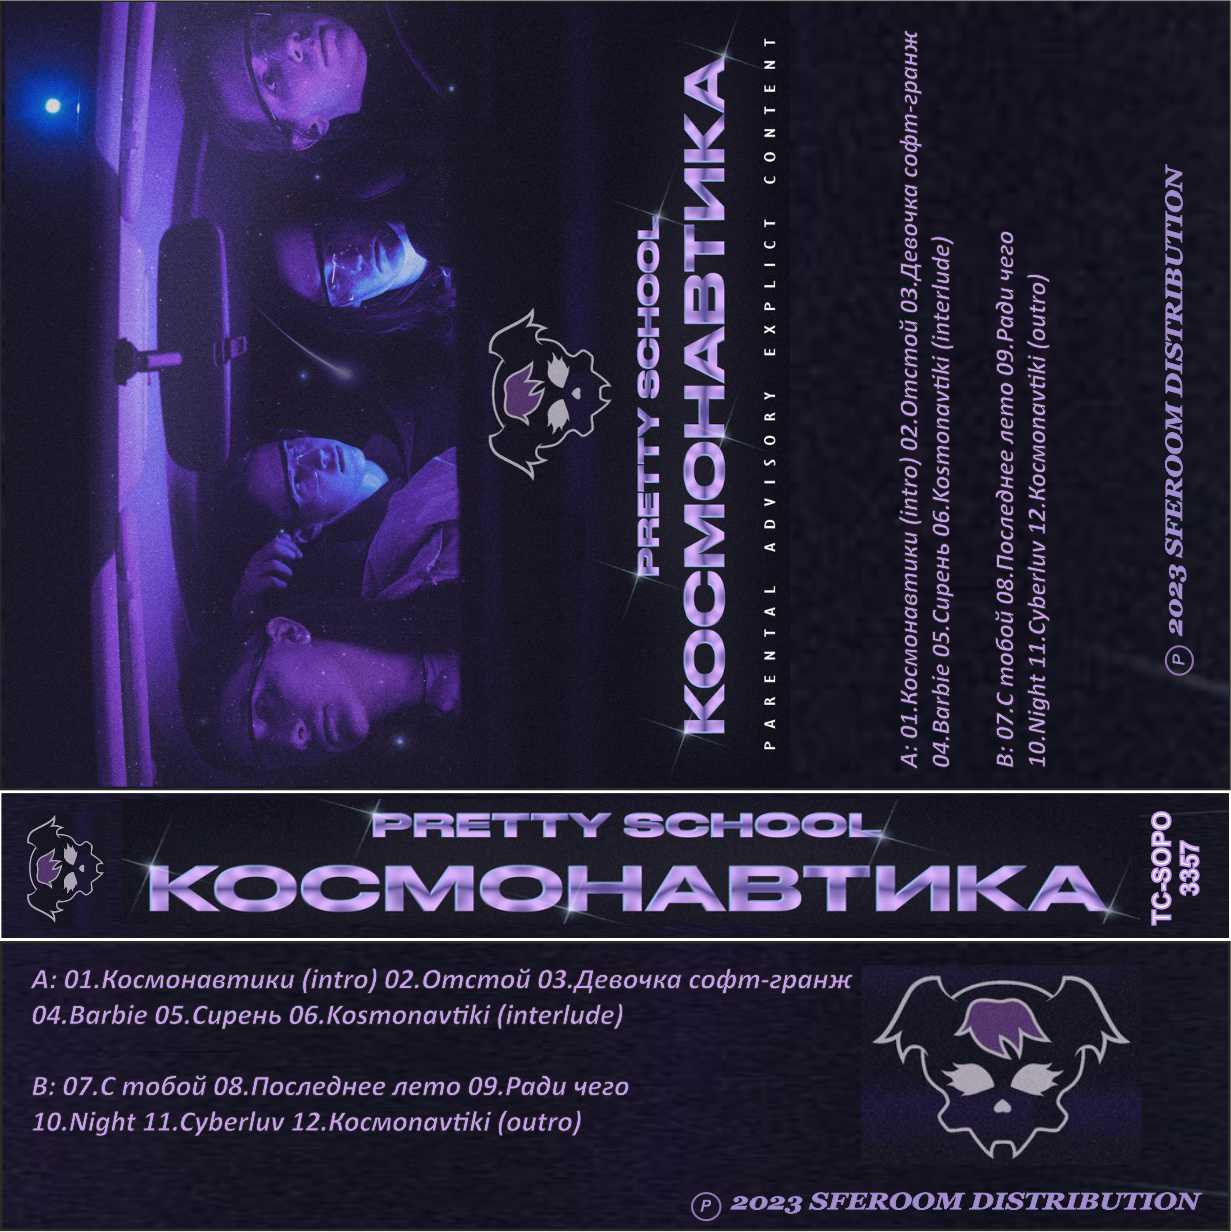 PRETTY SCHOOL
КОСМОНАВТИКА
PARENTAL ADVISORY EXPLICT CONTENT
A: 01.Космонавтики (intro) 02.Отстой 03.Девочка софт-гранж
04.Barbie 05.Сирень 06.Kosmonavtiki (interlude)
B: 07.С тобой 08.Последнее лето 09.Ради чего
10.Night 11.Cyberluv 12.Космонavtiki (outro)
℗ 2023 SFEROOM DISTRIBUTION
PRETTY SCHOOL
КОСМОНАВТИКА
TC-SOPO
3357
A: 01.Космонавтики (intro) 02.Отстой 03.Девочка софт-гранж
04.Barbie 05.Сирень 06.Kosmonavtiki (interlude)
B: 07.С тобой 08.Последнее лето 09.Ради чего
10.Night 11.Cyberluv 12.Космонavtiki (outro)
℗ 2023 SFEROOM DISTRIBUTION